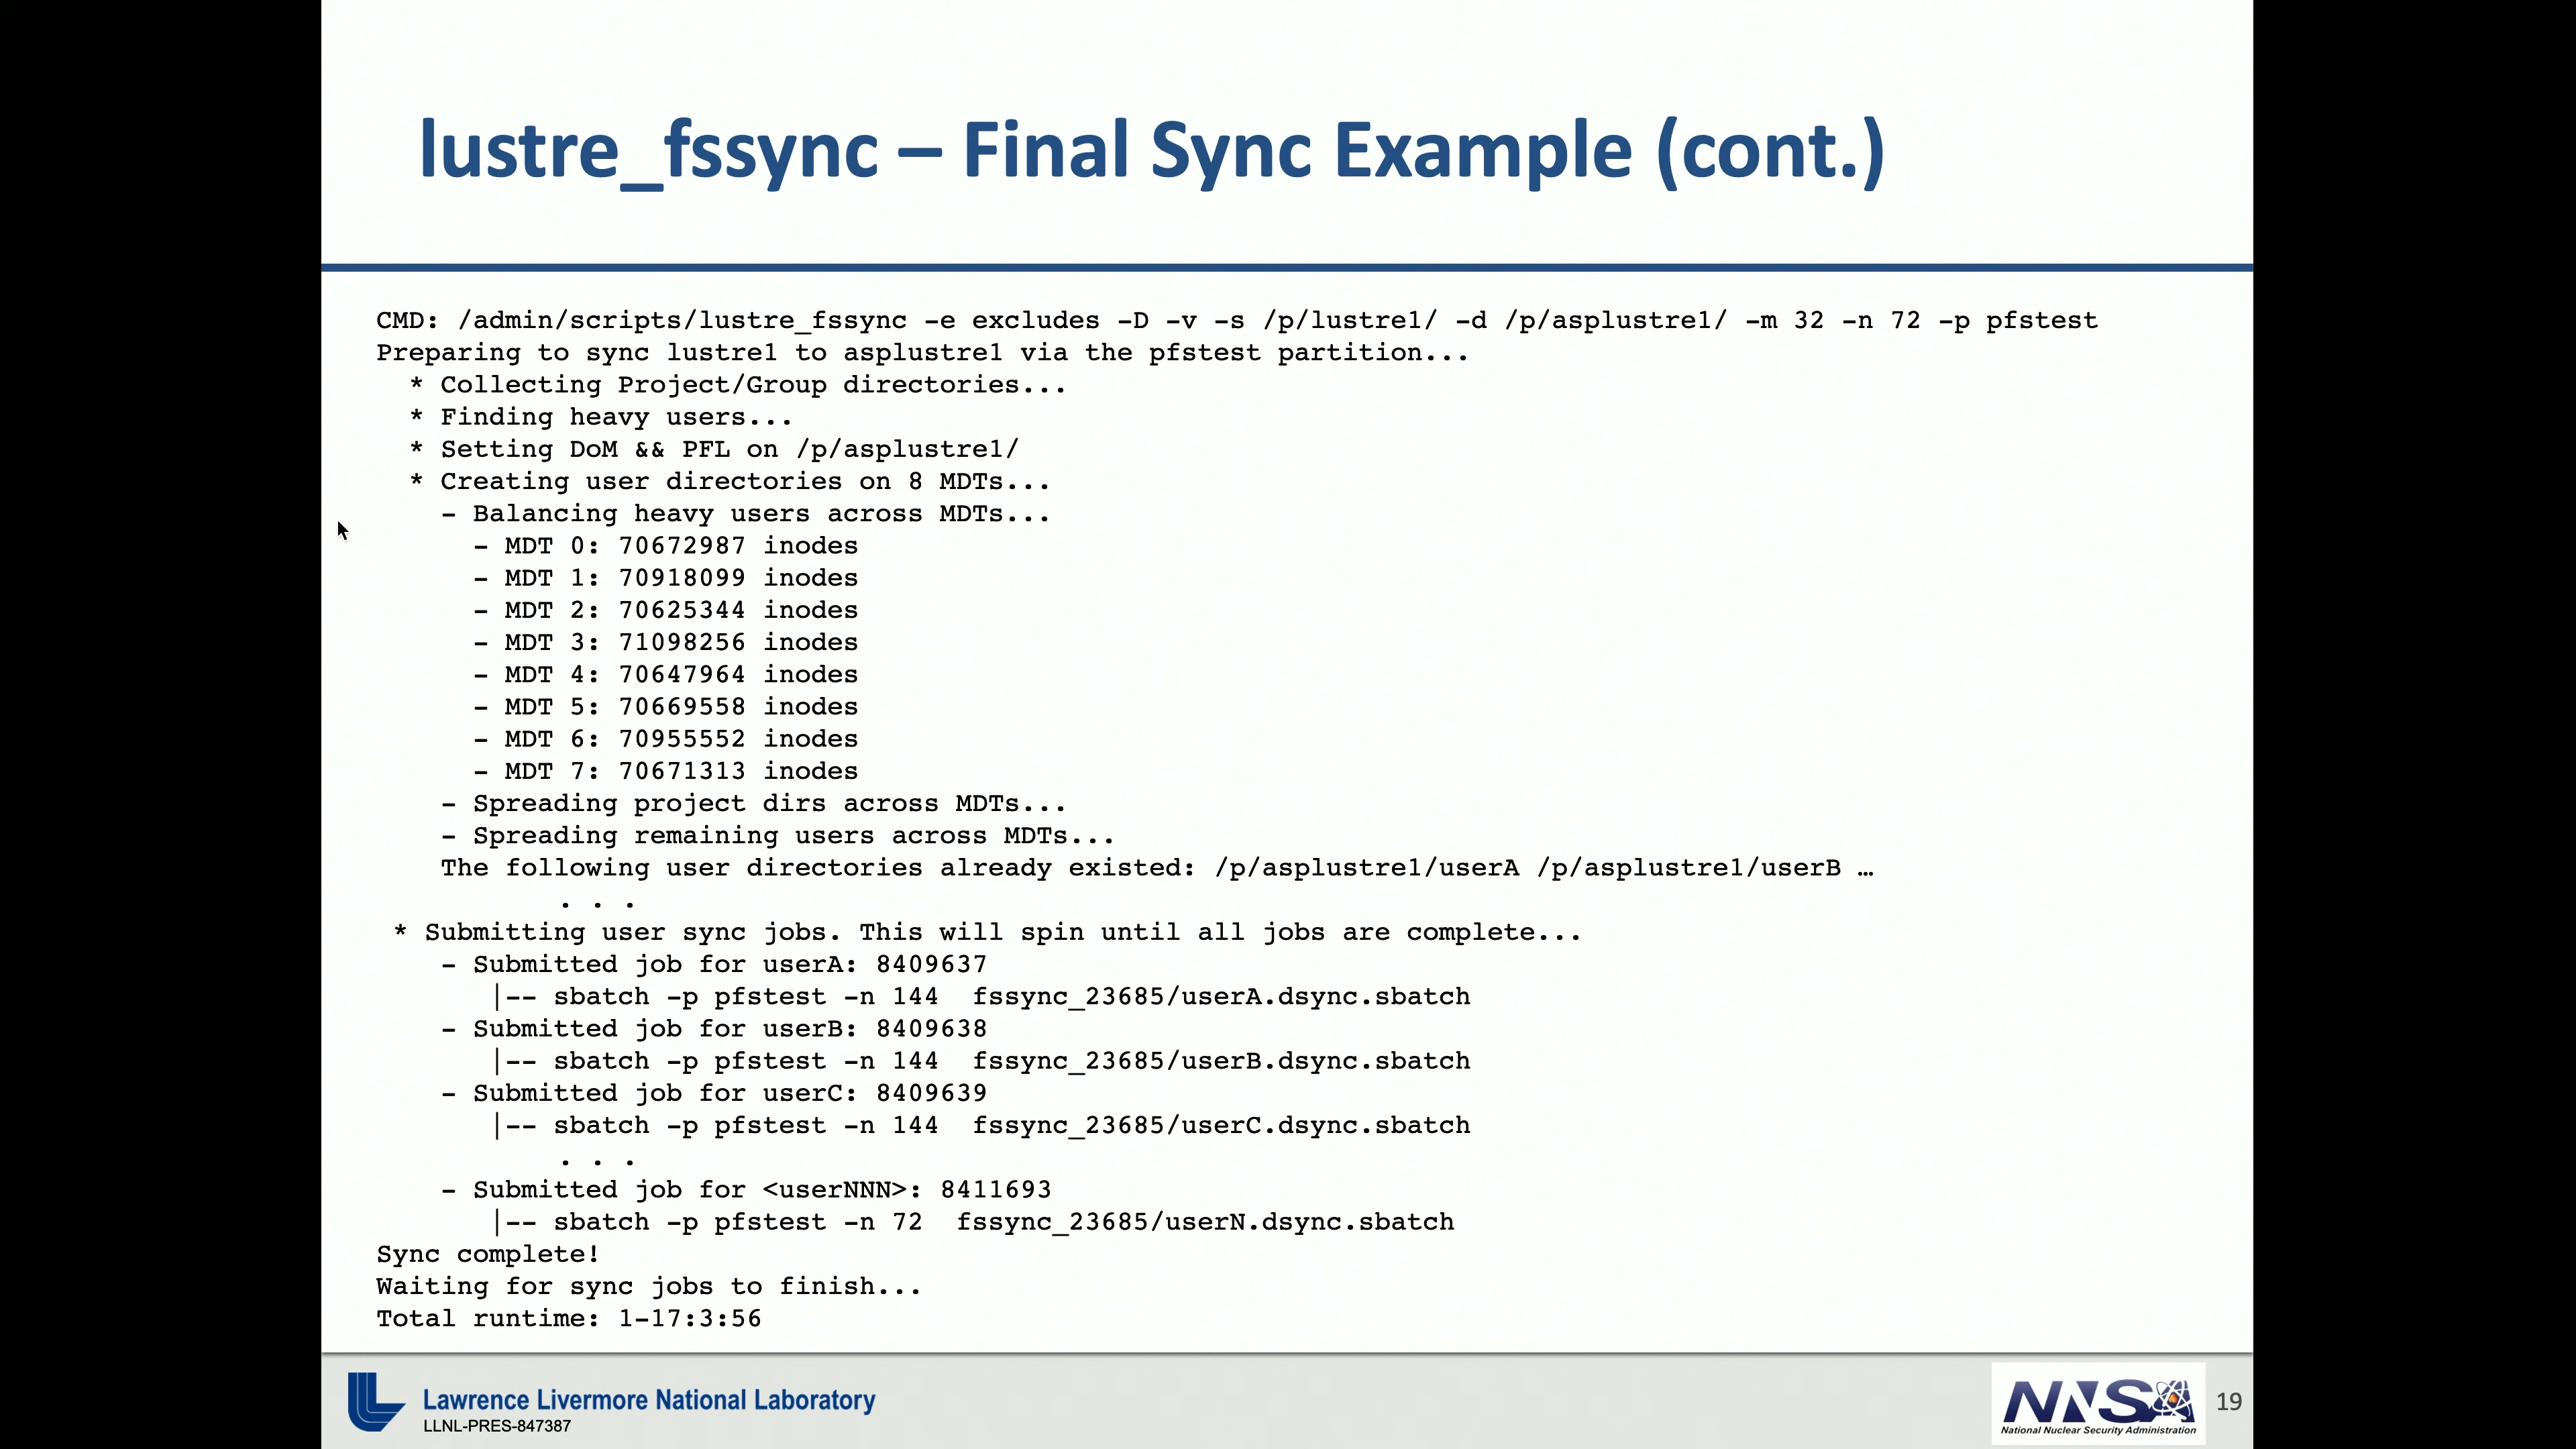 lustre_fssync – Final Sync Example (cont.)
CMD: /admin/scripts/lustre_fssync -e excludes -D -v -s /p/lustre1/ -d /p/asplustre1/ -m 32 -n 72 -p pfstest
Preparing to sync lustre1 to asplustre1 via the pfstest partition...
* Collecting Project/Group directories...
* Finding heavy users...
* Setting DoM && PFL on /p/asplustre1/
* Creating user directories on 8 MDTs...
- Balancing heavy users across MDTs...
- MDT 0: 70672987 inodes
- MDT 1: 70918099 inodes
- MDT 2: 70625344 inodes
- MDT 3: 71098256 inodes
- MDT 4: 70647964 inodes
- MDT 5: 70669558 inodes
- MDT 6: 70955552 inodes
- MDT 7: 70671313 inodes
- Spreading project dirs across MDTs...
- Spreading remaining users across MDTs...
The following user directories already existed: /p/asplustre1/userA /p/asplustre1/userB …
. . .
* Submitting user sync jobs. This will spin until all jobs are complete...
- Submitted job for userA: 8409637
|-- sbatch -p pfstest -n 144  fssync_23685/userA.dsync.sbatch
- Submitted job for userB: 8409638
|-- sbatch -p pfstest -n 144  fssync_23685/userB.dsync.sbatch
- Submitted job for userC: 8409639
|-- sbatch -p pfstest -n 144  fssync_23685/userC.dsync.sbatch
. . .
- Submitted job for <userNNN>: 8411693
|-- sbatch -p pfstest -n 72  fssync_23685/userN.dsync.sbatch
Sync complete!
Waiting for sync jobs to finish...
Total runtime: 1-17:3:56
Lawrence Livermore National Laboratory
LLNL-PRES-847387
NNSA
National Nuclear Security Administration
19